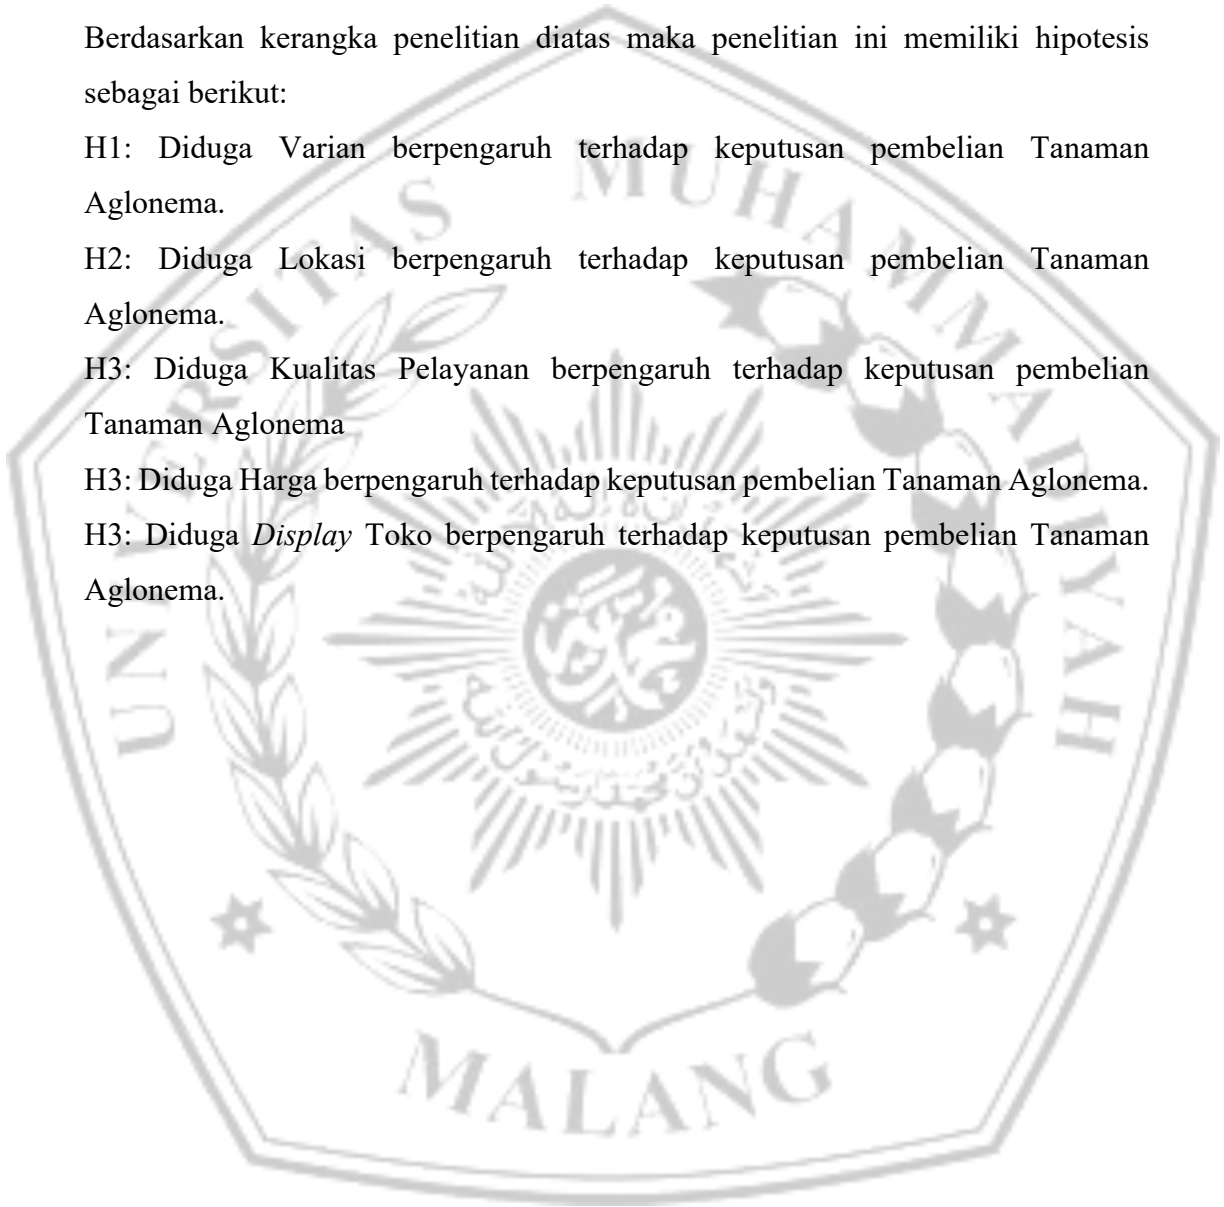 Berdasarkan kerangka penelitian diatas maka penelitian ini memiliki hipotesis
sebagai berikut:
H1: Diduga Varian berpengaruh terhadap keputusan pembelian Tanaman
Aglonema.
H2: Diduga Lokasi berpengaruh terhadap keputusan pembelian Tanaman
Aglonema.
H3: Diduga Kualitas Pelayanan berpengaruh terhadap keputusan pembelian
Tanaman Aglonema
H3: Diduga Harga berpengaruh terhadap keputusan pembelian Tanaman Aglonema.
H3: Diduga Display Toko berpengaruh terhadap keputusan pembelian Tanaman
Aglonema.
UNIVERSITAS MUHAMMADIYAH
MALANG